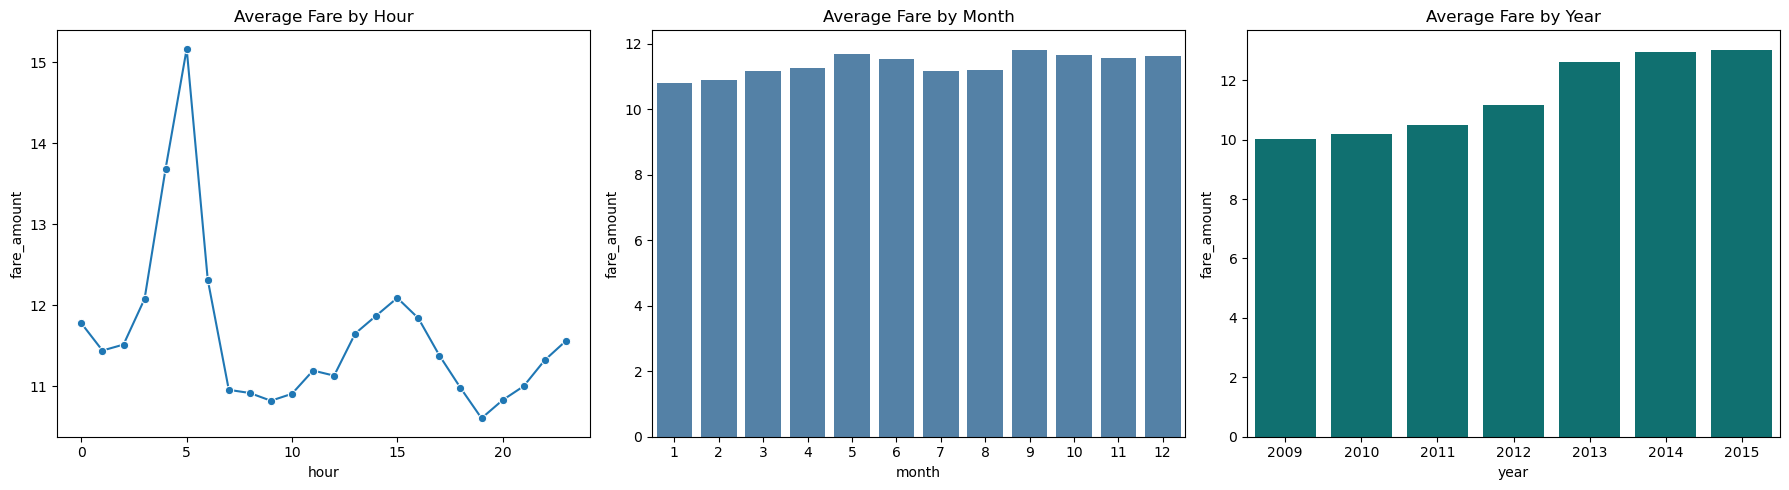 Average Fare by Hour
fare_amount
15
14
13
12
11
0 5 10 15 20
hour
Average Fare by Month
fare_amount
12
10
8
6
4
2
0
1 2 3 4 5 6 7 8 9 10 11 12
month
Average Fare by Year
fare_amount
12
10
8
6
4
2
0
2009 2010 2011 2012 2013 2014 2015
year